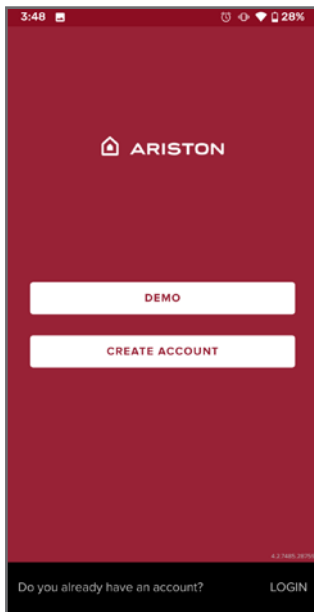 3:48 28%
ARISTON
DEMO
CREATE ACCOUNT
Do you already have an account? LOGIN